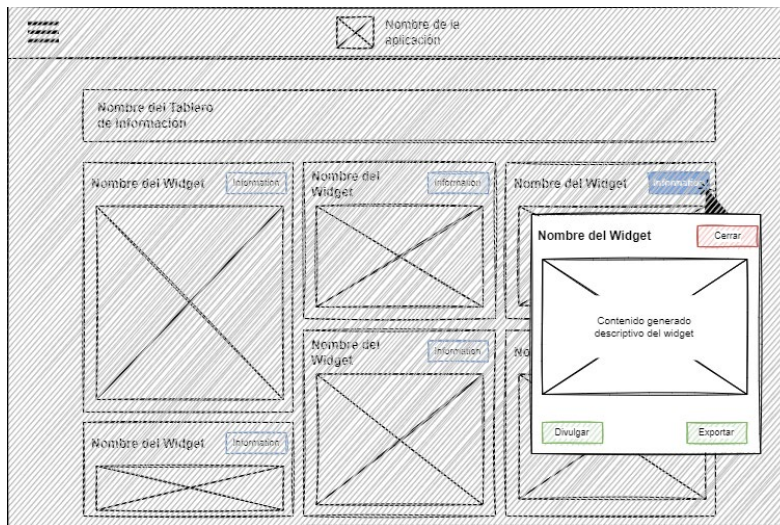 Nombre de la
aplicación
Nombre del Tablero
de Información
Nombre del Widget
Information
Nombre del
Widget
Information
Nombre del Widget
Information
Nombre del Widget
Cerrar
Contenido generado
descriptivo del widget
Divulgar
Exportar
Nombre del
Widget
Information
No
Nombre del Widget
Information